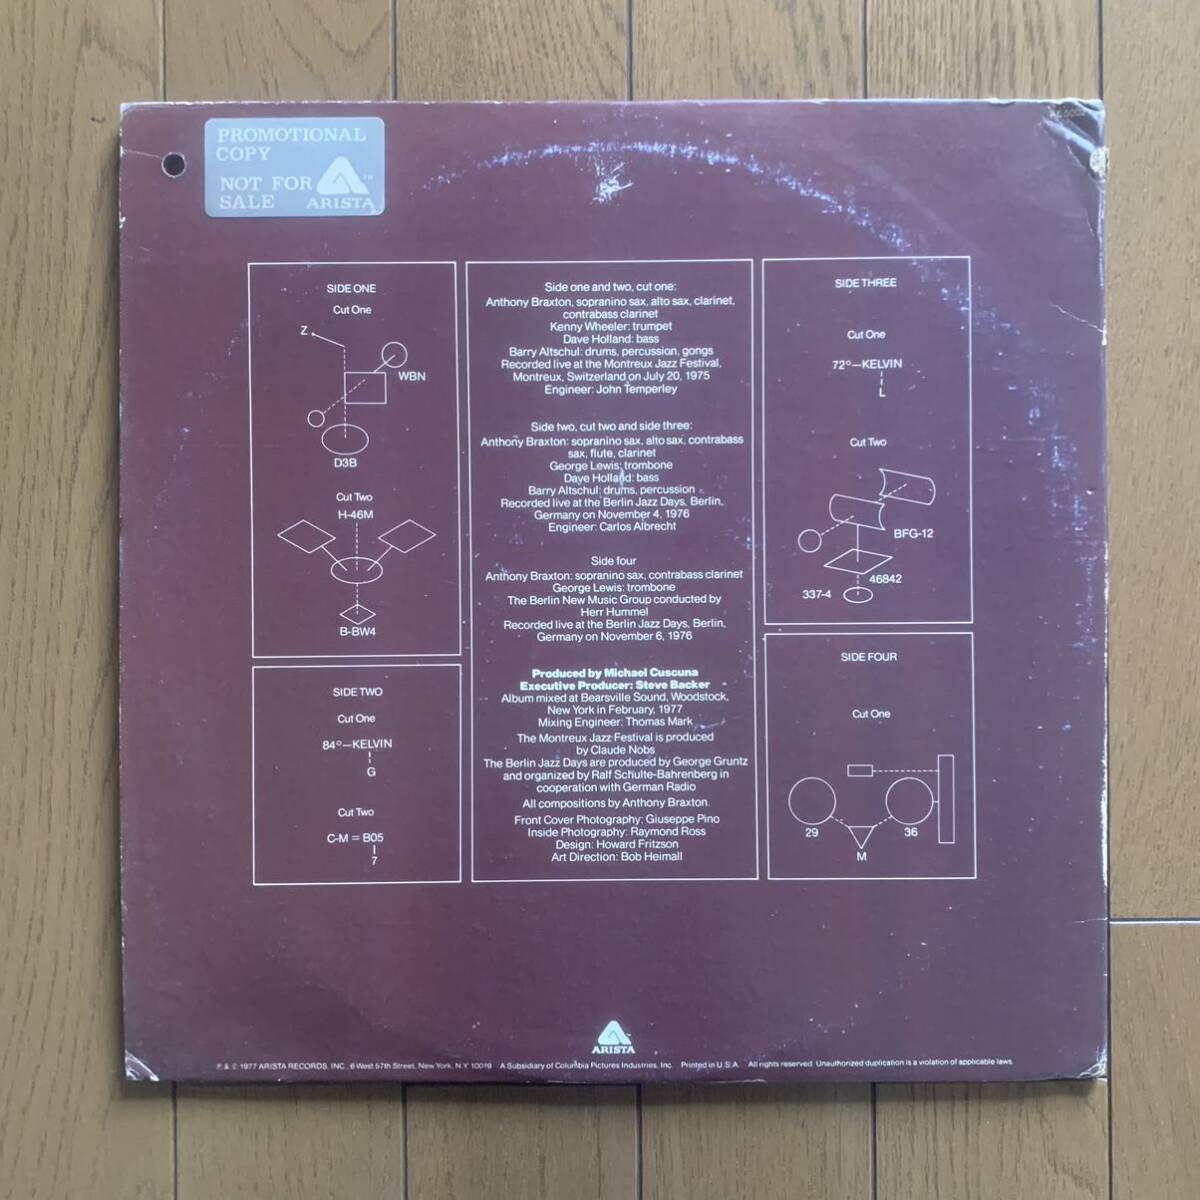 PROMOTIONAL
COPY
NOT FOR
SALE
ARISTA
TM
SIDE ONE
Cut One
Z
WBN
D3B
Cut Two
H-46M
B-BW4
SIDE TWO
Cut One
84°—KELVIN
G
Cut Two
C-M = B05
7
Side one and two, cut one:
Anthony Braxton, sopranino sax, alto sax, clarinet,
contrabass clarinet
Kenny Wheeler: trumpet
Dave Holland: bass
Barry Altschul: drums, percussion, gongs
Recorded live at the Montreux Jazz Festival,
Montreux, Switzerland on July 20, 1975
Engineer: John Temperley
Side two, cut two and side three:
Anthony Braxton: sopranino sax, alto sax, contrabass
sax, flute, clarinet
George Lewis: trombone
Dave Holland: bass
Barry Altschul: drums, percussion
Recorded live at the Berlin Jazz Days, Berlin,
Germany on November 4, 1976
Engineer: Carlos Albrecht
Side four
Anthony Braxton: sopranino sax, contrabass clarinet
George Lewis: trombone
The Berlin New Music Group conducted by
Herr Hummel
Recorded live at the Berlin Jazz Days, Berlin,
Germany on November 6, 1976
Produced by Michael Cuscuna
Executive Producer: Steve Backer
Album mixed at Bearsville Sound, Woodstock,
New York in February, 1977
Mixing Engineer: Thomas Mark
The Montreux Jazz Festival is produced
by Claude Nobs
The Berlin Jazz Days are produced by George Gruntz
and organized by Ralf Schulte-Bahrenberg in
cooperation with German Radio
All compositions by Anthony Braxton.
Front Cover Photography: Giuseppe Pino
Inside Photography: Raymond Ross
Design: Howard Fritzson
Art Direction: Bob Heimall
SIDE THREE
Cut One
72°—KELVIN
L
Cut Two
BFG-12
46842
337-4
SIDE FOUR
Cut One
29
36
M
ARISTA
℗ & © 1977 ARISTA RECORDS, INC., 6 West 57th Street, New York, N.Y. 10019 A Subsidiary of Columbia Pictures Industries, Inc. Printed in U.S.A. All rights reserved. Unauthorized duplication is a violation of applicable laws.